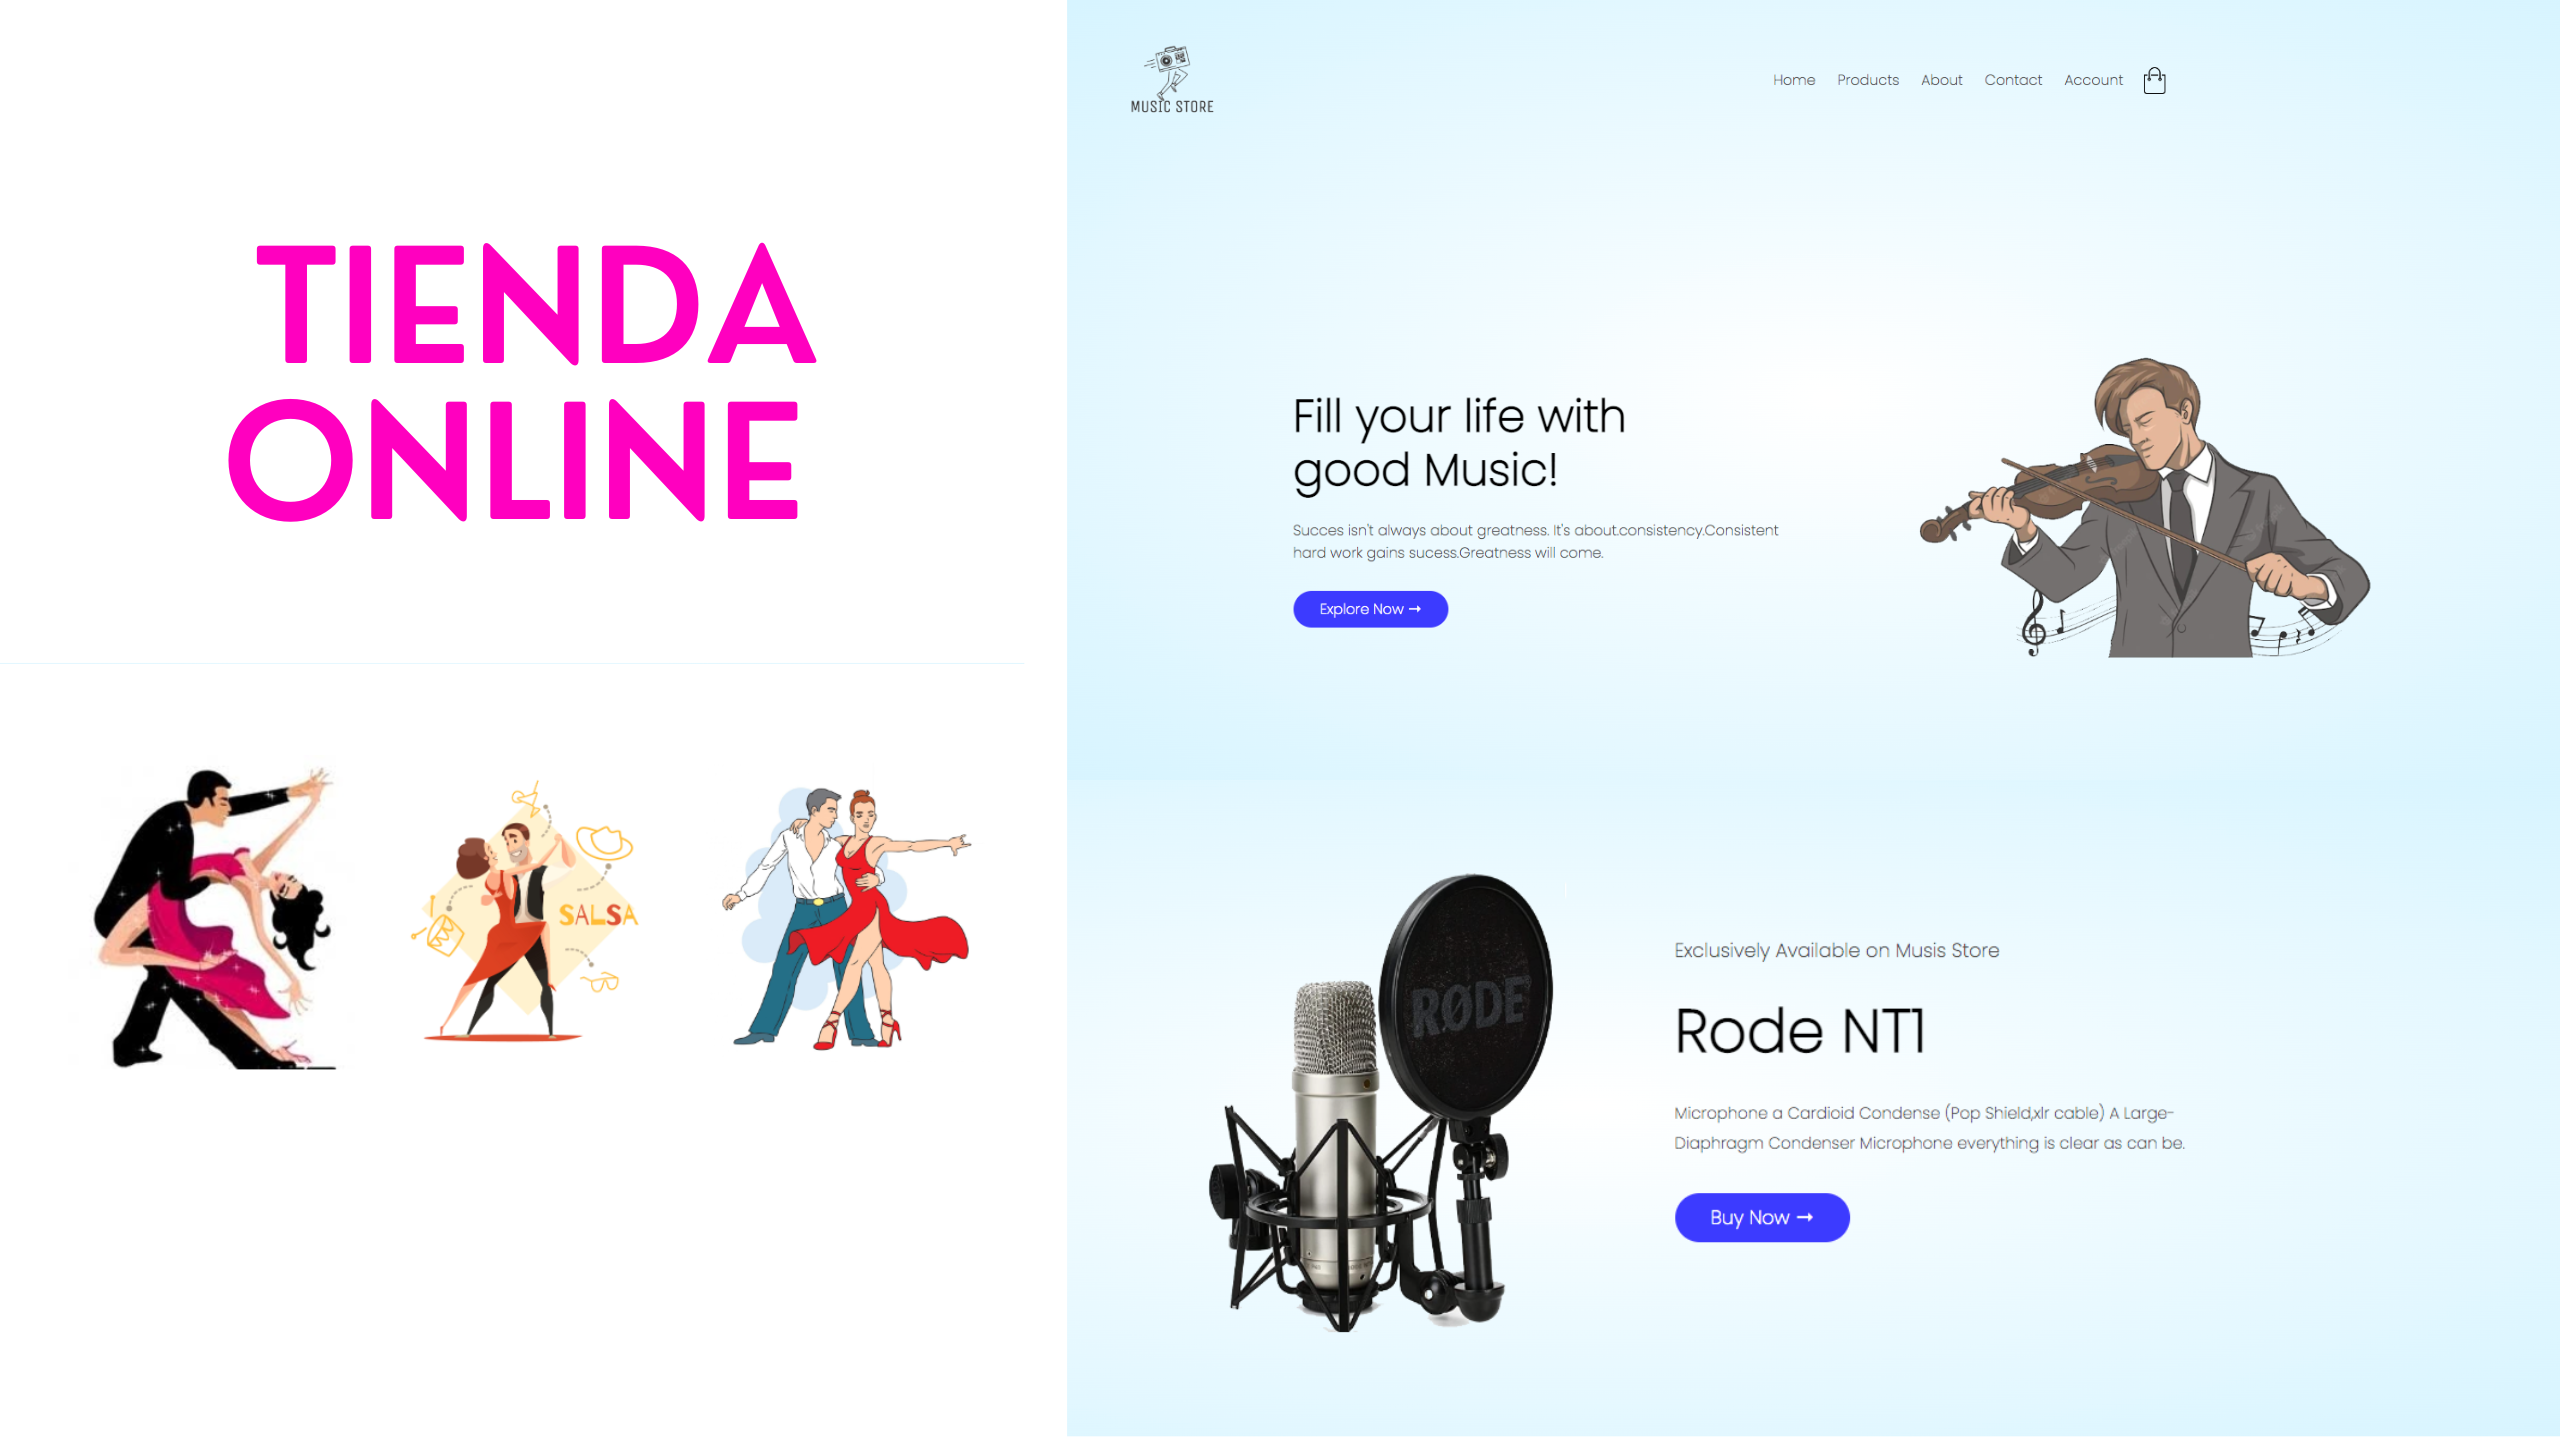 TIENDA
ONLINE
SALSA
MUSIC STORE
Home Products About Contact Account
Fill your life with
good Music!
Succes isn't always about greatness. It's about.consistency.Consistent
hard work gains sucess.Greatness will come.
Explore Now →
RØDE
Exclusively Available on Musis Store
Rode NT1
Microphone a Cardioid Condense (Pop Shield,xlr cable) A Large-
Diaphragm Condenser Microphone everything is clear as can be.
Buy Now →